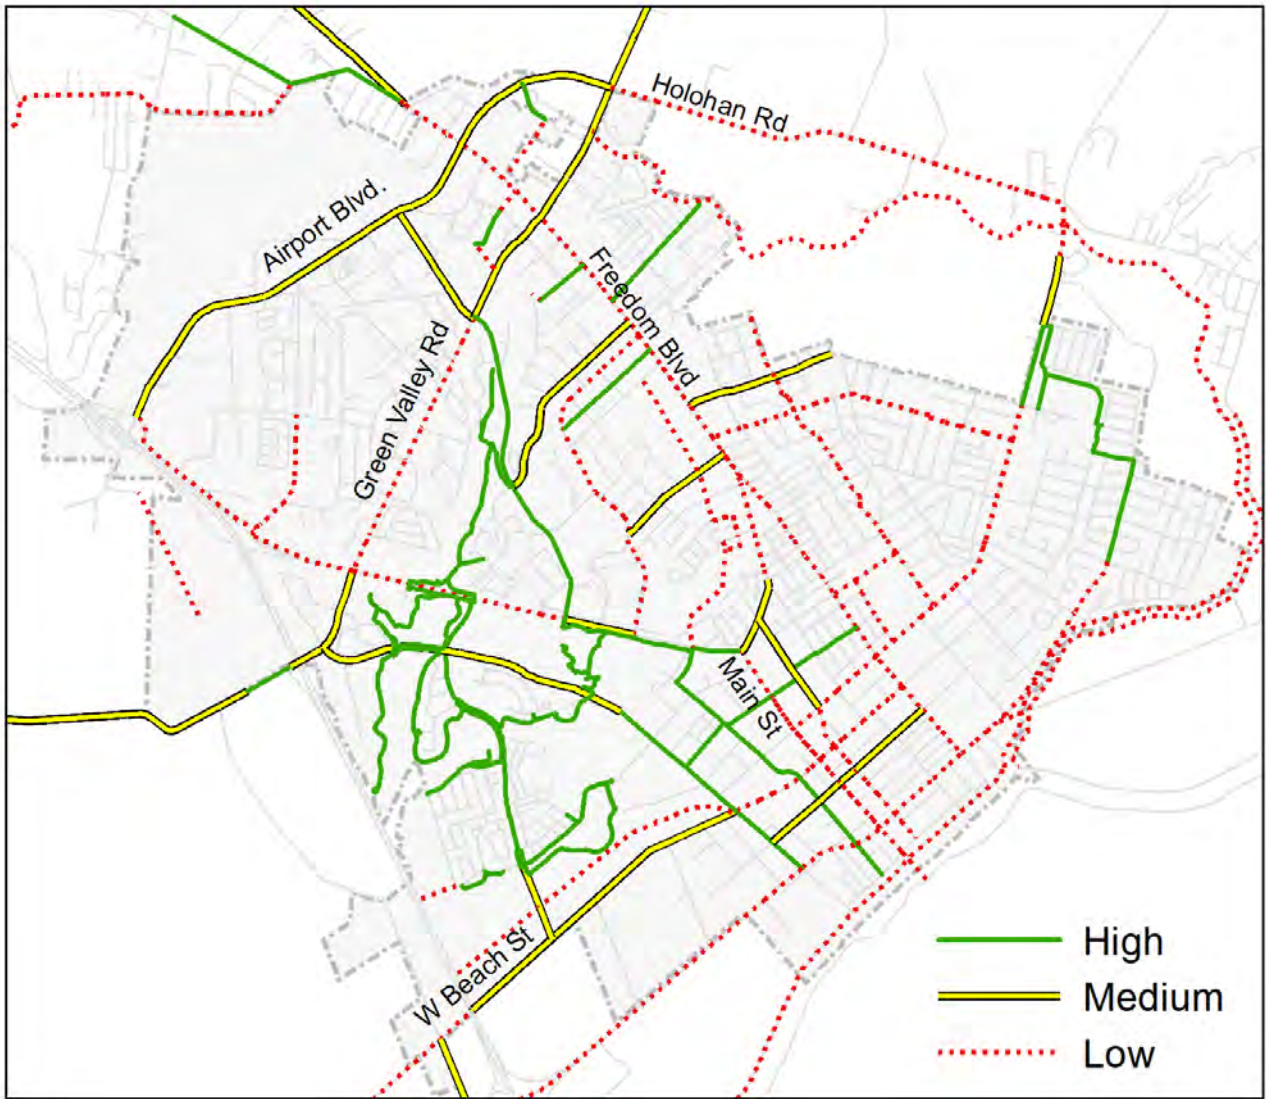 Holohan Rd
Airport Blvd.
Freedom Blvd
Green Valley Rd
Main St
W Beach St
High
Medium
Low